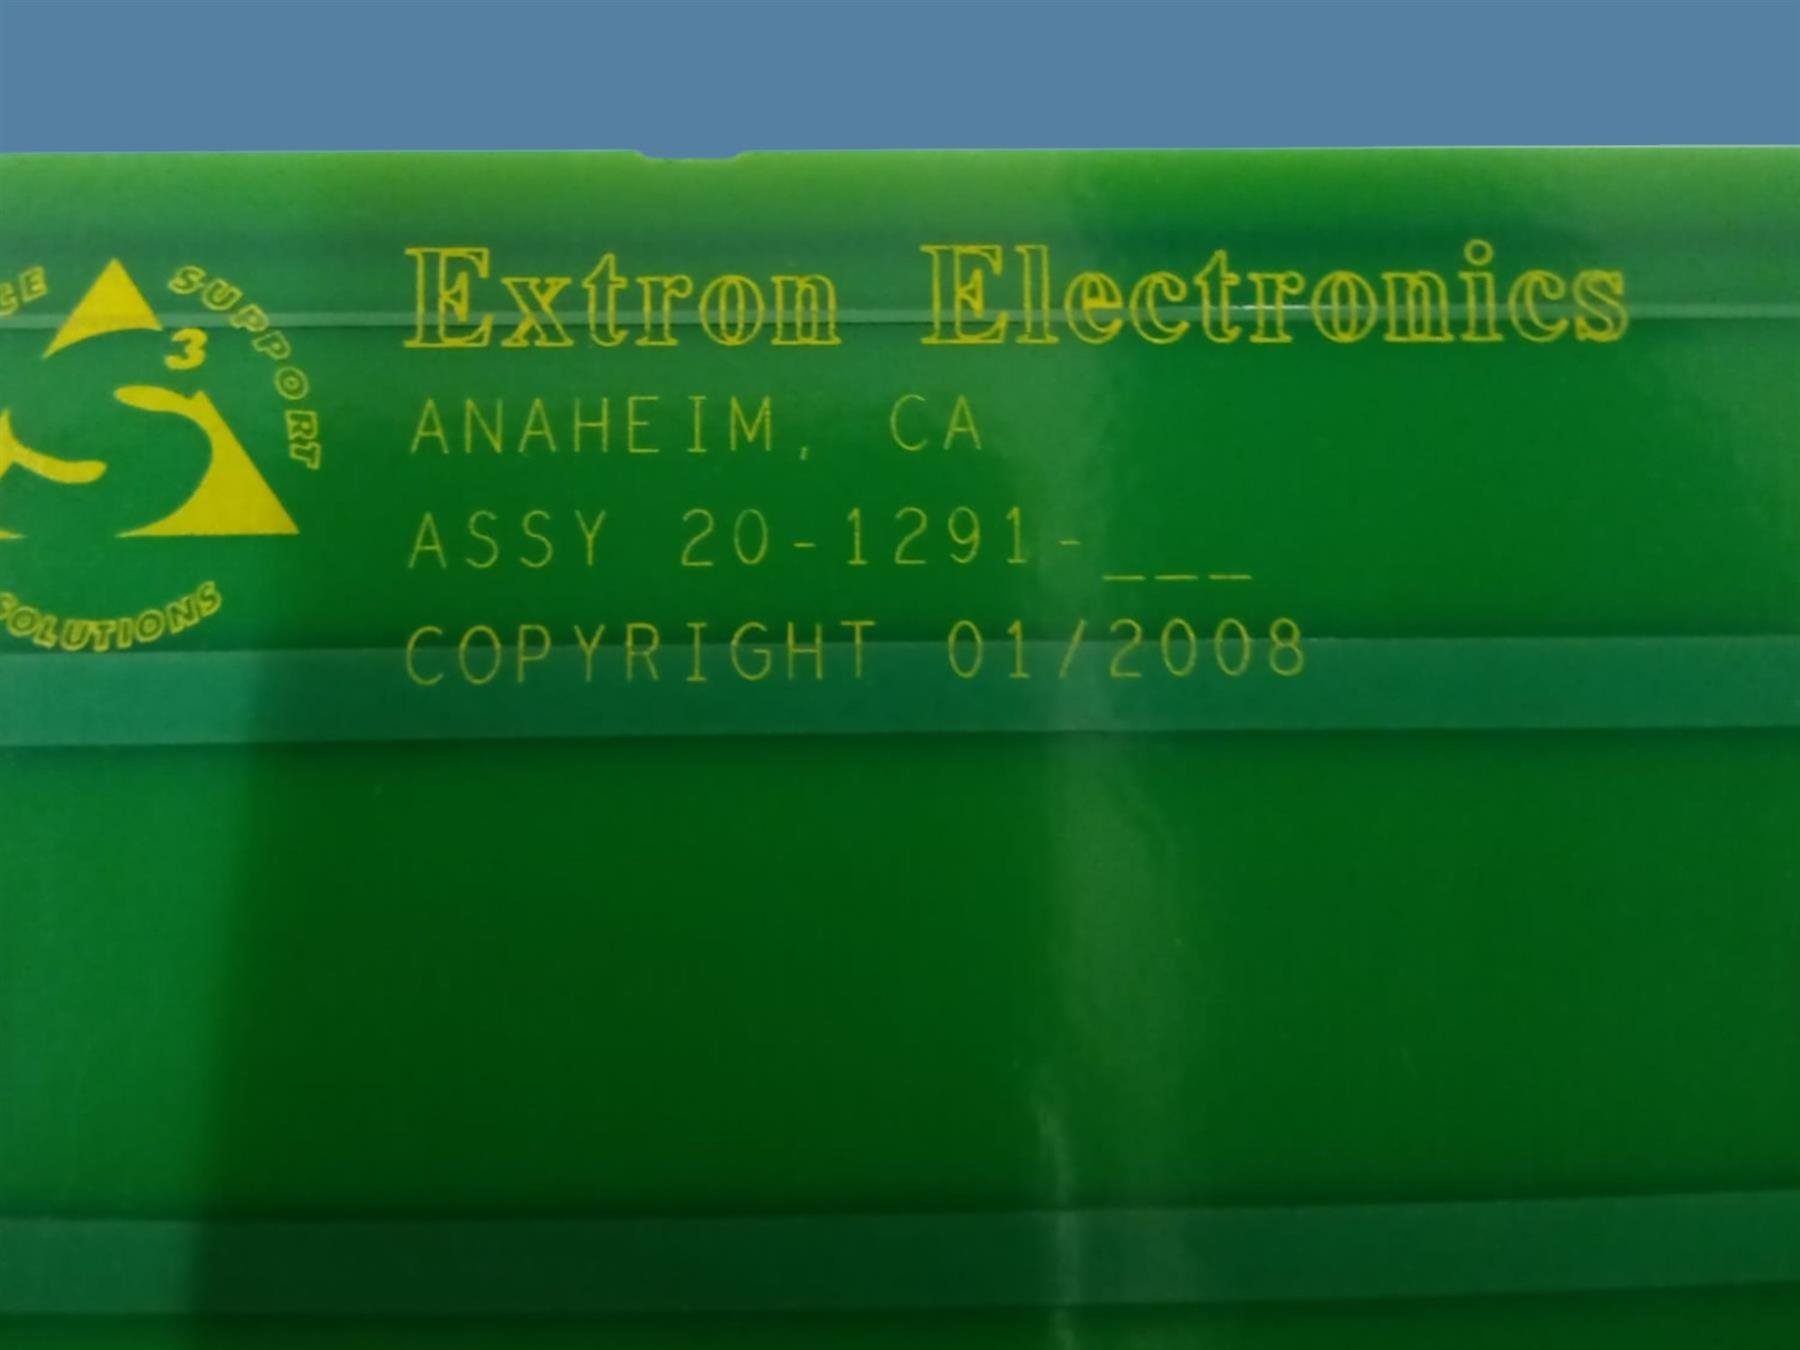 Extron Electronics
ANAHEIM, CA
ASSY 20-1291-___
COPYRIGHT 01/2008
3
SUPPORT
SOLUTIONS